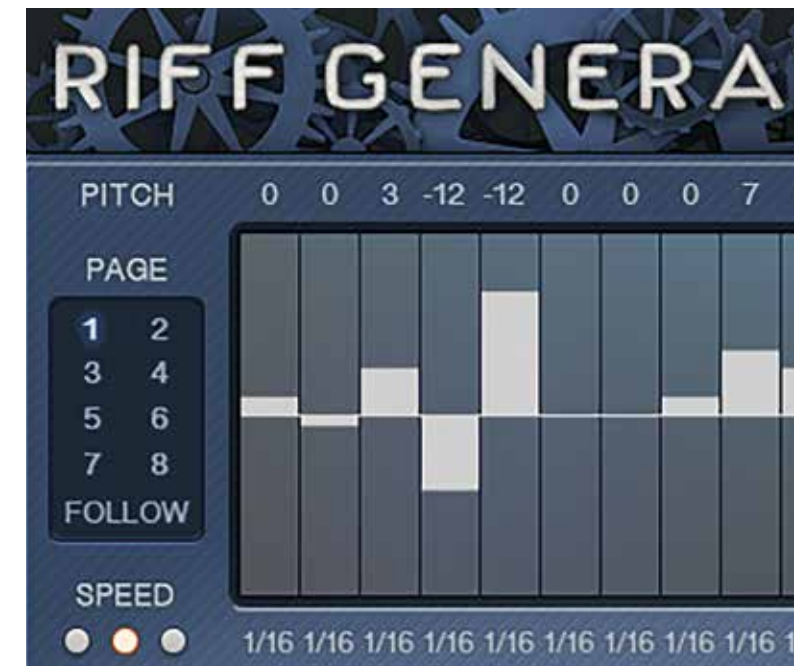 RIFF GENERA
PITCH 0 0 3 -12 -12 0 0 0 7
PAGE
1 2
3 4
5 6
7 8
FOLLOW
SPEED
1/16 1/16 1/16 1/16 1/16 1/16 1/16 1/16 1/16 1